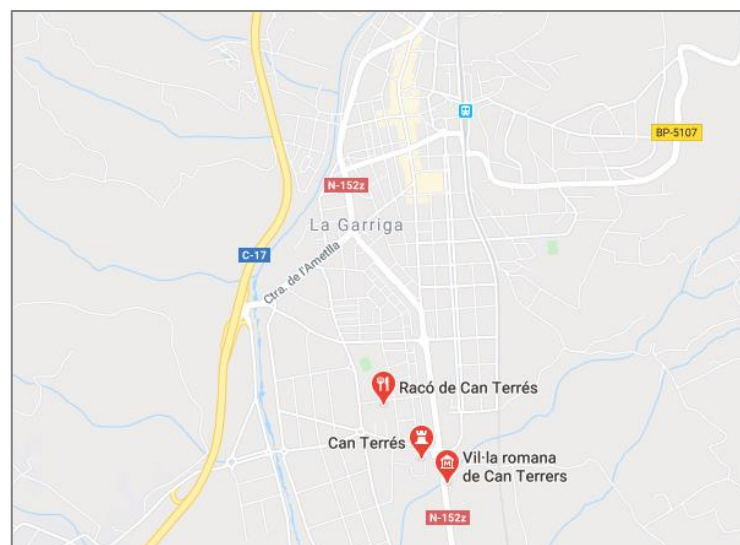 BP-5107
N-152z
La Garriga
C-17
Ctra. de l'Ametlla
Racó de Can Terrés
Can Terrés
Vil·la romana
de Can Terrers
N-152z